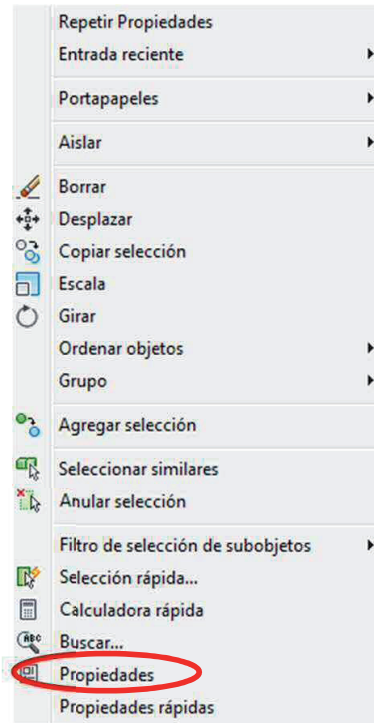 Repetir Propiedades
Entrada reciente
Portapapeles
Aislar
Borrar
Desplazar
Copiar selección
Escala
Girar
Ordenar objetos
Grupo
Agregar selección
Seleccionar similares
Anular selección
Filtro de selección de subobjetos
Selección rápida...
Calculadora rápida
ABC Buscar...
Propiedades
Propiedades rápidas